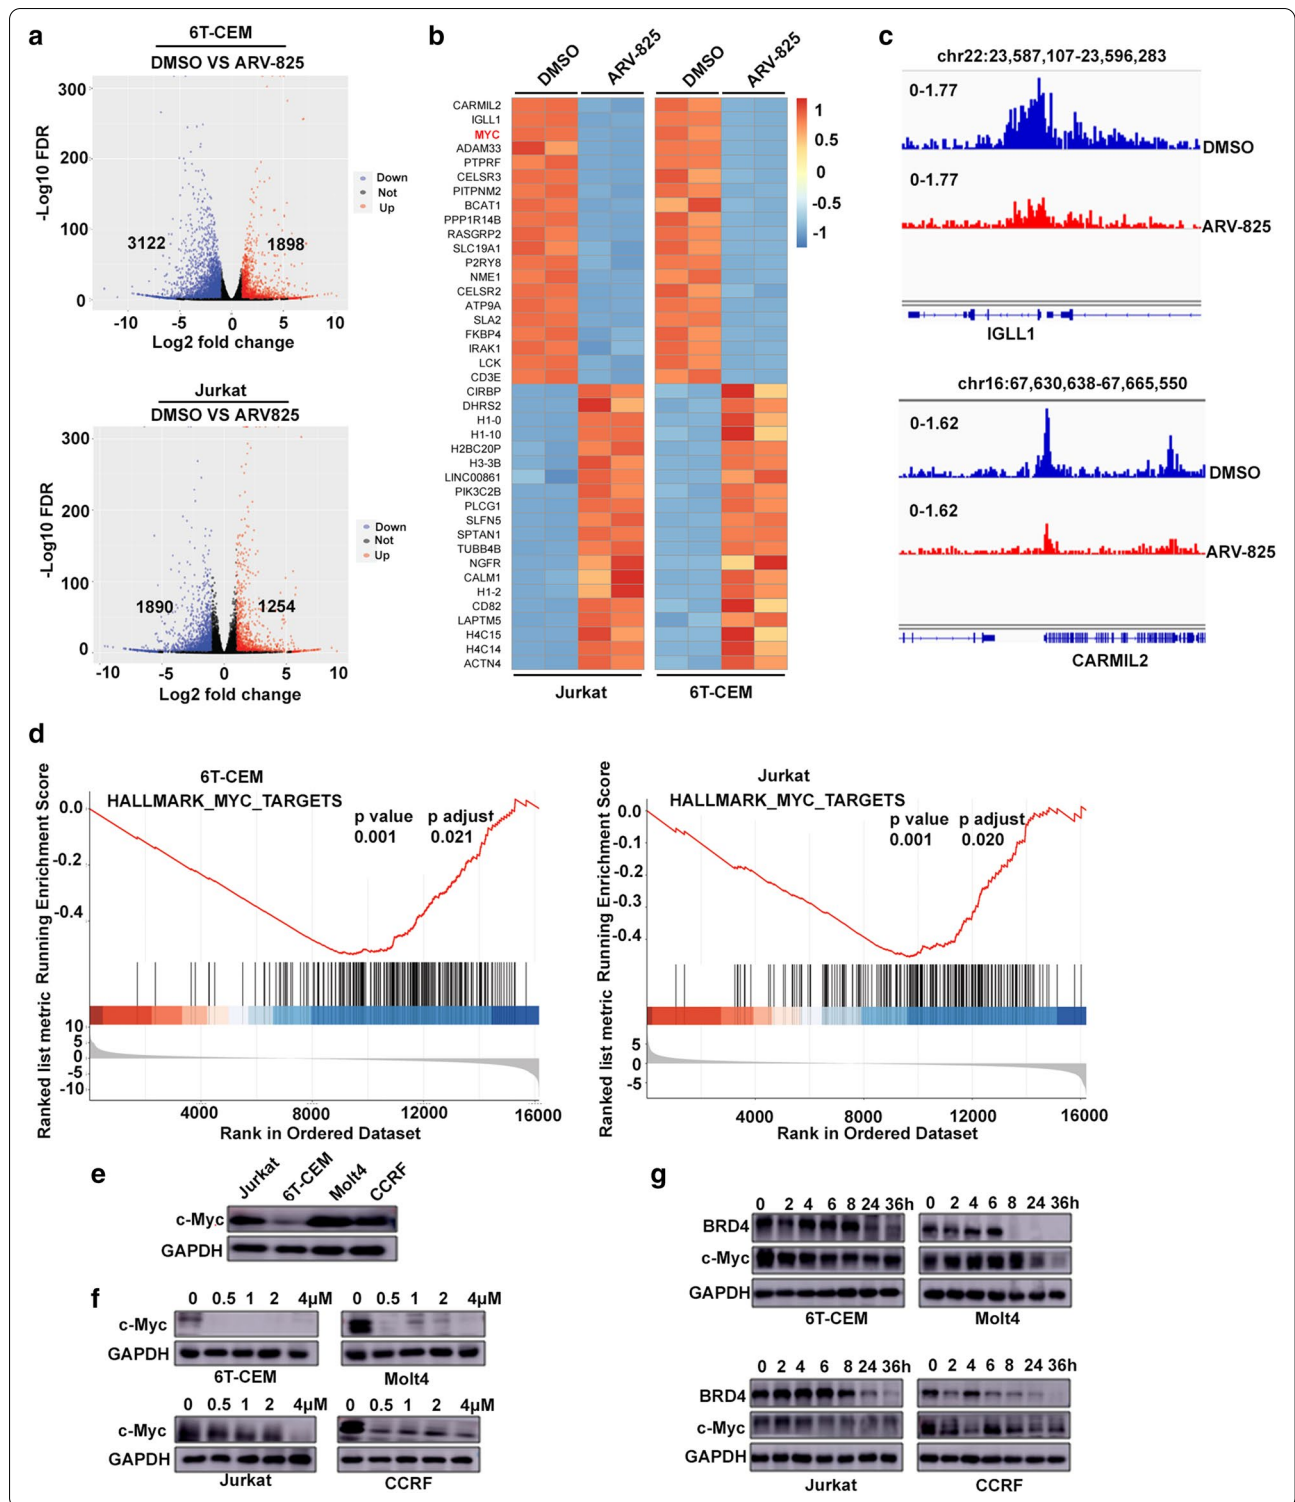 a
6T-CEM
DMSO VS ARV-825
300
200
100
0
-Log10 FDR
3122
1898
Down
Not
Up
-10 -5 0 5 10
Log2 fold change
Jurkat
DMSO VS ARV825
300
200
100
0
-Log10 FDR
1890
1254
Down
Not
Up
-10 -5 0 5 10
Log2 fold change
b
DMSO ARV-825 DMSO ARV-825
CARMIL2
IGLL1
MYC
ADAM33
PTPRF
CELSR3
PITPNM2
BCAT1
PPP1R14B
RASGRP2
SLC19A1
P2RY8
NME1
CELSR2
ATP9A
SLA2
FKBP4
IRAK1
LCK
CD3E
CIRBP
DHRS2
H1-0
H1-10
H2BC20P
H3-3B
LINC00861
PIK3C2B
PLCG1
SLFN5
SPTAN1
TUBB4B
NGFR
CALM1
H1-2
CD82
LAPTM5
H4C15
H4C14
ACTN4
1
0.5
0
-0.5
-1
Jurkat 6T-CEM
c
chr22:23,587,107-23,596,283
0-1.77
DMSO
0-1.77
ARV-825
IGLL1
chr16:67,630,638-67,665,550
0-1.62
DMSO
0-1.62
ARV-825
CARMIL2
d
6T-CEM
HALLMARK_MYC_TARGETS
p value p adjust
0.001 0.021
Running Enrichment Score
0.0
-0.2
-0.4
Ranked list metric
10
5
0
-5
-10
4000 8000 12000 16000
Rank in Ordered Dataset
Jurkat
HALLMARK_MYC_TARGETS
p value p adjust
0.001 0.020
Running Enrichment Score
0.0
-0.1
-0.2
-0.3
-0.4
Ranked list metric
5
0
-5
4000 8000 12000 16000
Rank in Ordered Dataset
e
Jurkat 6T-CEM Molt4 CCRF
c-Myc
GAPDH
f
0 0.5 1 2 4μM
c-Myc
GAPDH
6T-CEM
0 0.5 1 2 4μM
Molt4
0 0.5 1 2 4μM
c-Myc
GAPDH
Jurkat
0 0.5 1 2 4μM
CCRF
g
0 2 4 6 8 24 36h
BRD4
c-Myc
GAPDH
6T-CEM
0 2 4 6 8 24 36h
Molt4
0 2 4 6 8 24 36h
BRD4
c-Myc
GAPDH
Jurkat
0 2 4 6 8 24 36h
CCRF